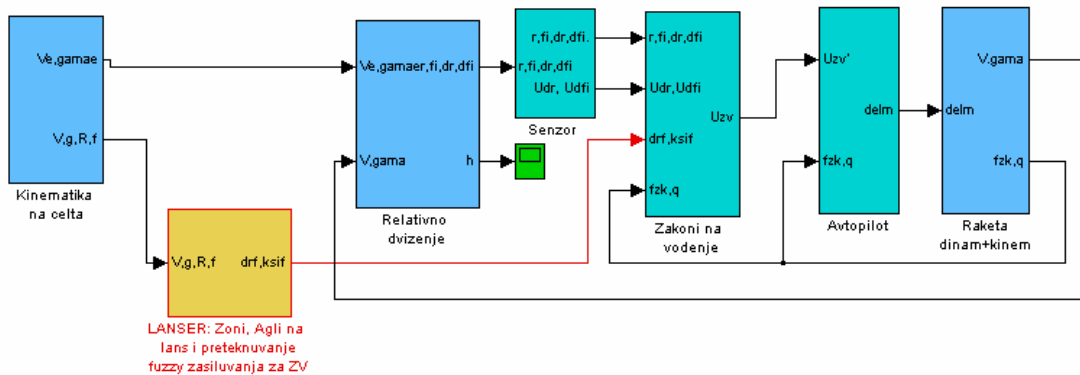 Ve,gamae
V,g,R,f
Kinematika
na celta
V,g,R,f
drf,ksif
LANSER: Zoni, Agli na
lans i preteknuvanje
fuzzy zasiluvanja za ZV
Ve,gamaer,fi,dr,dfi
V,gama
h
Relativno
dvizenje
r,fi,dr,dfi.
r,fi,dr,dfi
Udr, Udfi
Senzor
r,fi,dr,dfi
Udr,Udfi
Uzv
drf,ksif
fzk,q
Zakoni na
vodenje
Uzv'
delm
fzk,q
Avtopilot
V,gama
delm
fzk,q
Raketa
dinam+kinem